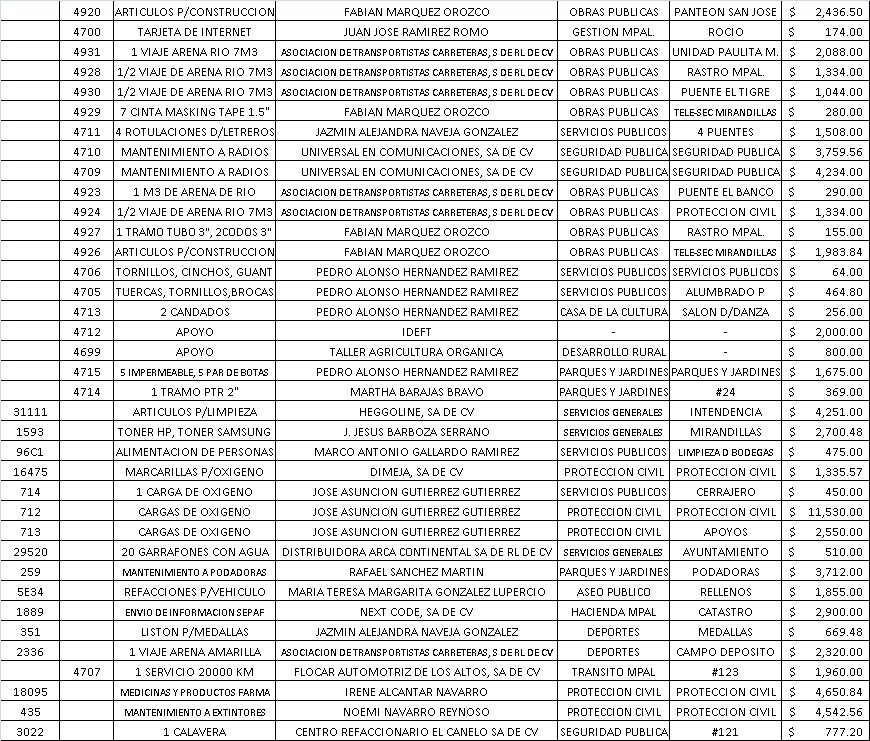 4920 ARTICULOS P/CONSTRUCCION FABIAN MARQUEZ OROZCO OBRAS PUBLICAS PANTEON SAN JOSE $ 2,436.50
4700 TARJETA DE INTERNET JUAN JOSE RAMIREZ ROMO GESTION MPAL. ROCIO $ 174.00
4931 1 VIAJE ARENA RIO 7M3 ASOCIACION DE TRANSPORTISTAS CARRETERAS, S DE RL DE CV OBRAS PUBLICAS UNIDAD PAULITA M. $ 2,088.00
4928 1/2 VIAJE DE ARENA RIO 7M3 ASOCIACION DE TRANSPORTISTAS CARRETERAS, S DE RL DE CV OBRAS PUBLICAS RASTRO MPAL. $ 1,334.00
4930 1/2 VIAJE DE ARENA RIO 7M3 ASOCIACION DE TRANSPORTISTAS CARRETERAS, S DE RL DE CV OBRAS PUBLICAS PUENTE EL TIGRE $ 1,044.00
4929 7 CINTA MASKING TAPE 1.5" FABIAN MARQUEZ OROZCO OBRAS PUBLICAS TELE-SEC MIRANDILLAS $ 280.00
4711 4 ROTULACIONES D/LETREROS JAZMIN ALEJANDRA NAVEJA GONZALEZ SERVICIOS PUBLICOS 4 PUENTES $ 1,508.00
4710 MANTENIMIENTO A RADIOS UNIVERSAL EN COMUNICACIONES, SA DE CV SEGURIDAD PUBLICA SEGURIDAD PUBLICA $ 3,759.56
4709 MANTENIMIENTO A RADIOS UNIVERSAL EN COMUNICACIONES, SA DE CV SEGURIDAD PUBLICA SEGURIDAD PUBLICA $ 4,234.00
4923 1 M3 DE ARENA DE RIO ASOCIACION DE TRANSPORTISTAS CARRETERAS, S DE RL DE CV OBRAS PUBLICAS PUENTE EL BANCO $ 290.00
4924 1/2 VIAJE DE ARENA RIO 7M3 ASOCIACION DE TRANSPORTISTAS CARRETERAS, S DE RL DE CV OBRAS PUBLICAS PROTECCION CIVIL $ 1,334.00
4927 1 TRAMO TUBO 3", 2CODOS 3" FABIAN MARQUEZ OROZCO OBRAS PUBLICAS RASTRO MPAL. $ 155.00
4926 ARTICULOS P/CONSTRUCCION FABIAN MARQUEZ OROZCO OBRAS PUBLICAS TELE-SEC MIRANDILLAS $ 1,983.84
4706 TORNILLOS, CINCHOS, GUANT PEDRO ALONSO HERNANDEZ RAMIREZ SERVICIOS PUBLICOS SERVICIOS PUBLICOS $ 64.00
4705 TUERCAS, TORNILLOS,BROCAS PEDRO ALONSO HERNANDEZ RAMIREZ SERVICIOS PUBLICOS ALUMBRADO P $ 464.80
4713 2 CANDADOS PEDRO ALONSO HERNANDEZ RAMIREZ CASA DE LA CULTURA SALON D/DANZA $ 256.00
4712 APOYO IDEFT - - $ 2,000.00
4699 APOYO TALLER AGRICULTURA ORGANICA DESARROLLO RURAL - $ 800.00
4715 5 IMPERMEABLE, 5 PAR DE BOTAS PEDRO ALONSO HERNANDEZ RAMIREZ PARQUES Y JARDINES PARQUES Y JARDINES $ 1,675.00
4714 1 TRAMO PTR 2" MARTHA BARAJAS BRAVO PARQUES Y JARDINES #24 $ 369.00
31111 ARTICULOS P/LIMPIEZA HEGGOLINE, SA DE CV SERVICIOS GENERALES INTENDENCIA $ 4,251.00
1593 TONER HP, TONER SAMSUNG J. JESUS BARBOZA SERRANO SERVICIOS GENERALES MIRANDILLAS $ 2,700.48
96C1 ALIMENTACION DE PERSONAS MARCO ANTONIO GALLARDO RAMIREZ SERVICIOS PUBLICOS LIMPIEZA D BODEGAS $ 475.00
16475 MARCARILLAS P/OXIGENO DIMEJA, SA DE CV PROTECCION CIVIL PROTECCION CIVIL $ 1,335.57
714 1 CARGA DE OXIGENO JOSE ASUNCION GUTIERREZ GUTIERREZ SERVICIOS PUBLICOS CERRAJERO $ 450.00
712 CARGAS DE OXIGENO JOSE ASUNCION GUTIERREZ GUTIERREZ PROTECCION CIVIL PROTECCION CIVIL $ 11,530.00
713 CARGAS DE OXIGENO JOSE ASUNCION GUTIERREZ GUTIERREZ PROTECCION CIVIL APOYOS $ 2,550.00
29520 20 GARRAFONES CON AGUA DISTRIBUIDORA ARCA CONTINENTAL SA DE RL DE CV SERVICIOS GENERALES AYUNTAMIENTO $ 510.00
259 MANTENIMIENTO A PODADORAS RAFAEL SANCHEZ MARTIN PARQUES Y JARDINES PODADORAS $ 3,712.00
5E34 REFACCIONES P/VEHICULO MARIA TERESA MARGARITA GONZALEZ LUPERCIO ASEO PUBLICO RELLENOS $ 1,855.00
1889 ENVIO DE INFORMACION SEPAF NEXT CODE, SA DE CV HACIENDA MPAL CATASTRO $ 2,900.00
351 LISTON P/MEDALLAS JAZMIN ALEJANDRA NAVEJA GONZALEZ DEPORTES MEDALLAS $ 669.48
2336 1 VIAJE ARENA AMARILLA ASOCIACION DE TRANSPORTISTAS CARRETERAS, S DE RL DE CV DEPORTES CAMPO DEPOSITO $ 2,320.00
4707 1 SERVICIO 20000 KM FLOCAR AUTOMOTRIZ DE LOS ALTOS, SA DE CV TRANSITO MPAL #123 $ 1,960.00
18095 MEDICINAS Y PRODUCTOS FARMA IRENE ALCANTAR NAVARRO PROTECCION CIVIL PROTECCION CIVIL $ 4,650.84
435 MANTENIMIENTO A EXTINTORES NOEMI NAVARRO REYNOSO PROTECCION CIVIL PROTECCION CIVIL $ 4,542.56
3022 1 CALAVERA CENTRO REFACCIONARIO EL CANELO SA DE CV SEGURIDAD PUBLICA #121 $ 777.20